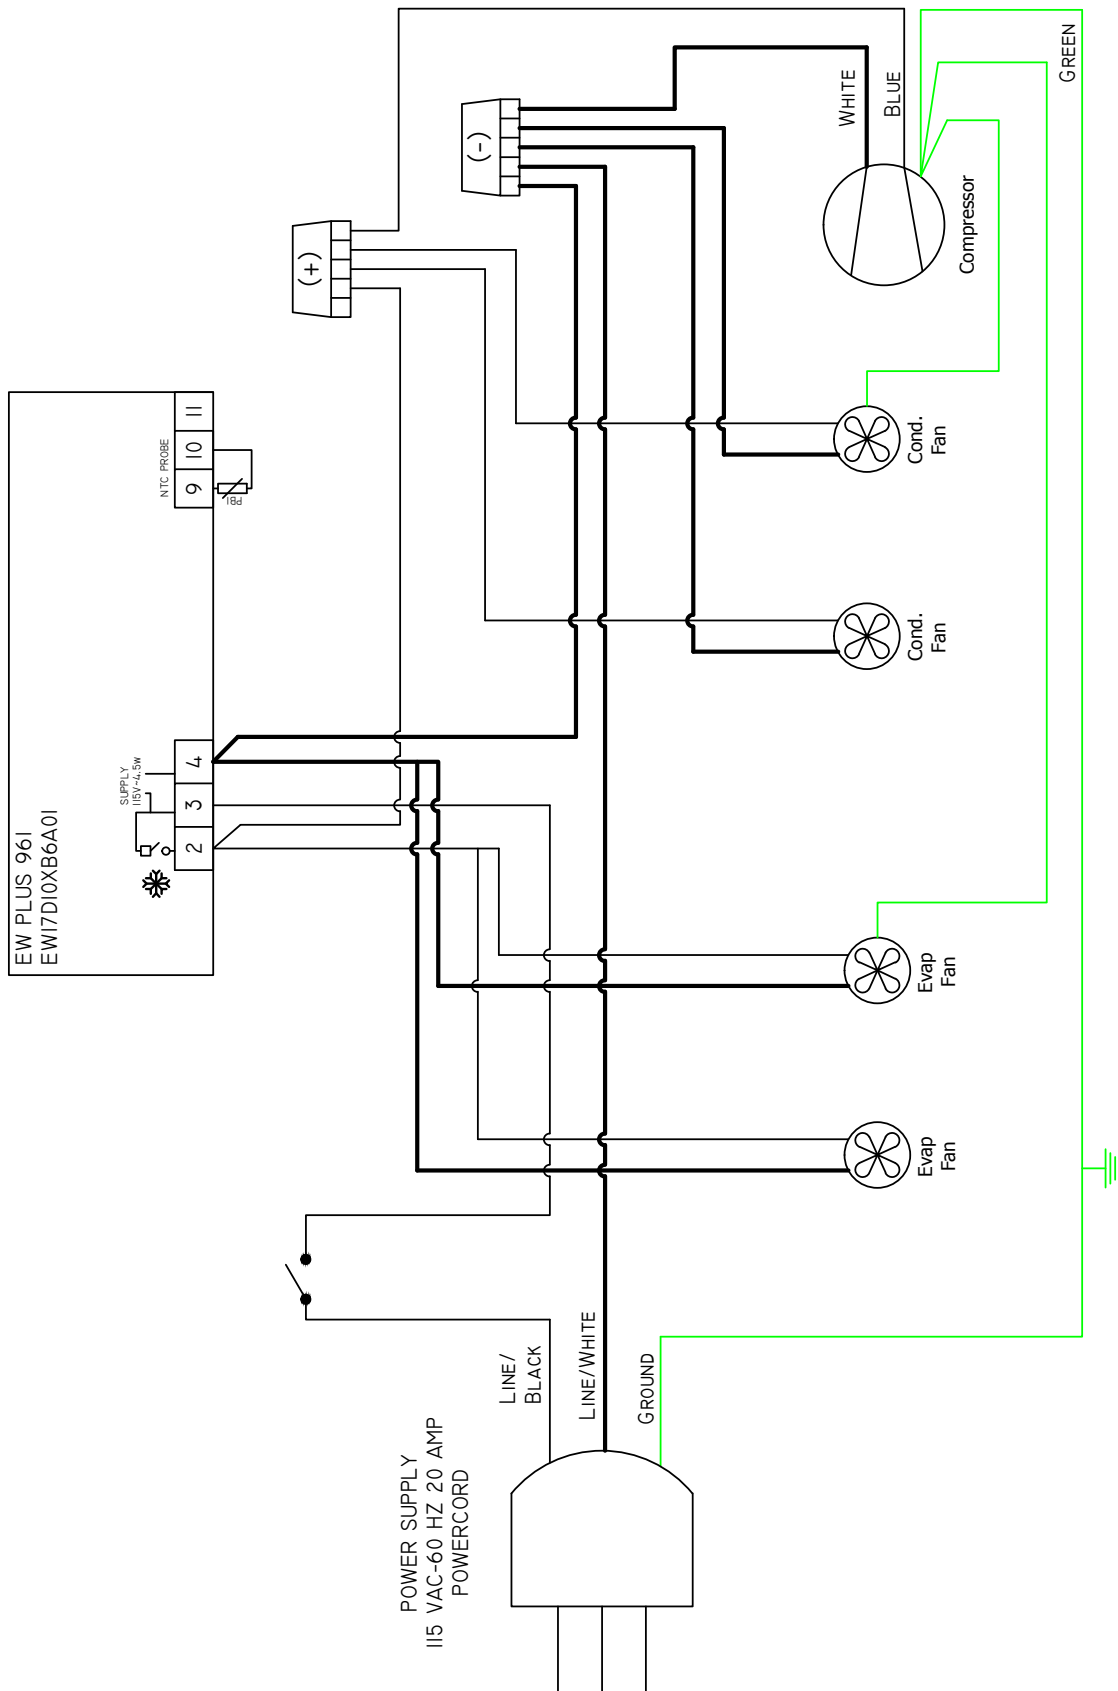 EW PLUS 961
EW17D10XB6A01
SUPPLY
115V-4.5W
2
3
4
NTC PROBE
9
10
11
PB1
(+)
(-)
WHITE
BLUE
GREEN
Compressor
Cond.
Fan
Cond.
Fan
Evap
Fan
Evap
Fan
LINE/
BLACK
LINE/WHITE
GROUND
POWER SUPPLY
115 VAC-60 HZ 20 AMP
POWERCORD